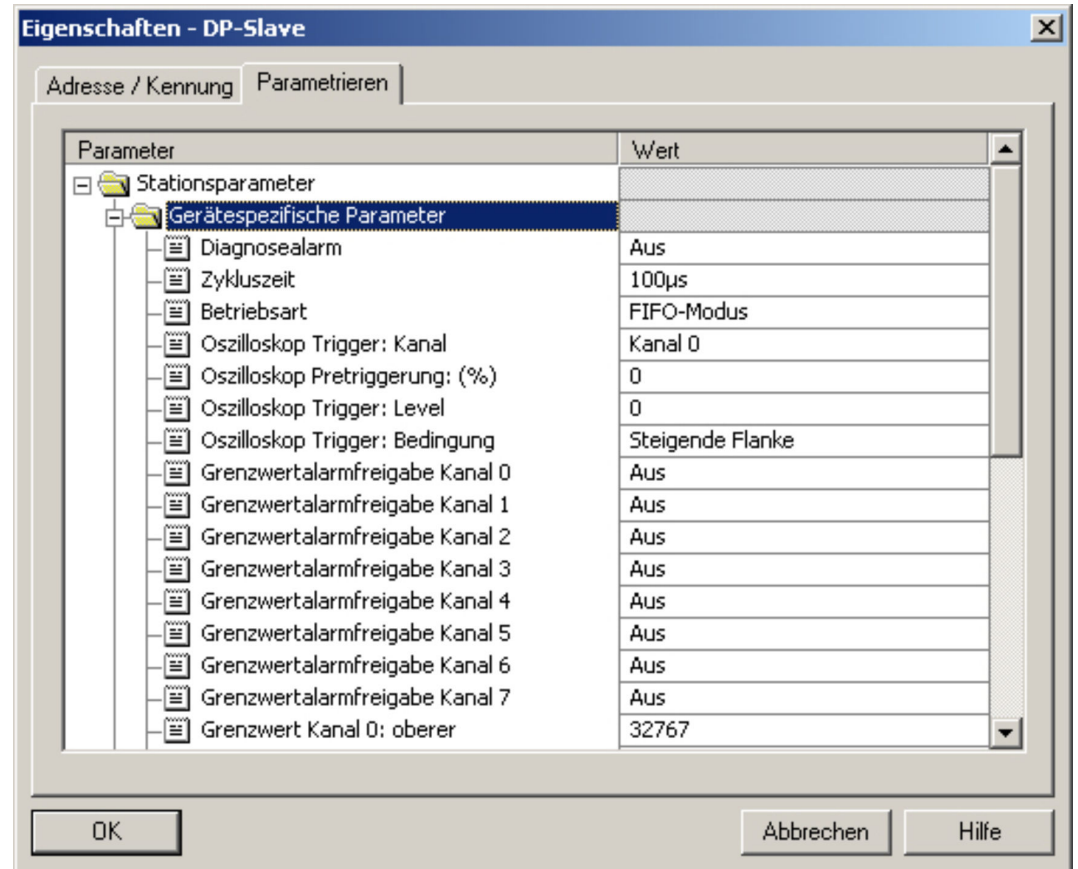 Eigenschaften - DP-Slave
Adresse / Kennung Parametrieren
Parameter Wert
Stationsparameter
Gerätespezifische Parameter
Diagnosealarm Aus
Zykluszeit 100µs
Betriebsart FIFO-Modus
Oszilloskop Trigger: Kanal Kanal 0
Oszilloskop Pretriggerung: (%) 0
Oszilloskop Trigger: Level 0
Oszilloskop Trigger: Bedingung Steigende Flanke
Grenzwertalarmfreigabe Kanal 0 Aus
Grenzwertalarmfreigabe Kanal 1 Aus
Grenzwertalarmfreigabe Kanal 2 Aus
Grenzwertalarmfreigabe Kanal 3 Aus
Grenzwertalarmfreigabe Kanal 4 Aus
Grenzwertalarmfreigabe Kanal 5 Aus
Grenzwertalarmfreigabe Kanal 6 Aus
Grenzwertalarmfreigabe Kanal 7 Aus
Grenzwert Kanal 0: oberer 32767
OK Abbrechen Hilfe